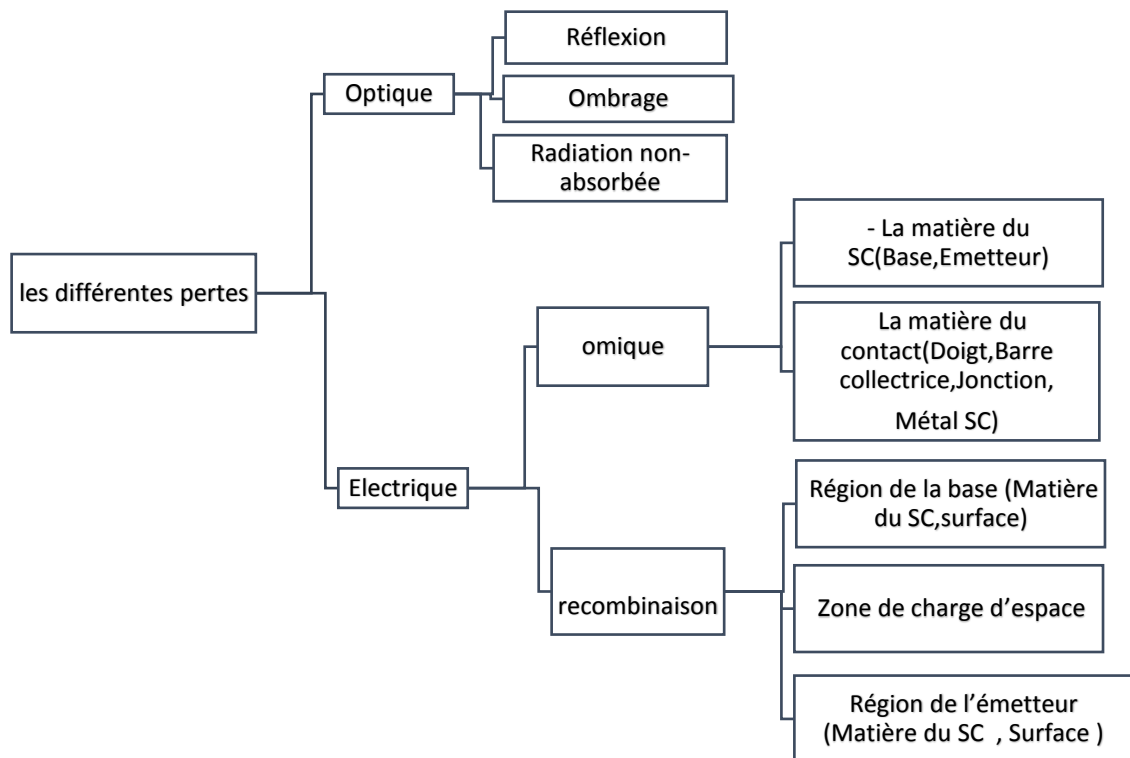 les différentes pertes
Optique
Réflexion
Ombrage
Radiation non-
absorbée
Electrique
omique
- La matière du
SC(Base,Emetteur)
La matière du
contact(Doigt,Barre
collectrice,Jonction,
Métal SC)
recombinaison
Région de la base (Matière
du SC,surface)
Zone de charge d’espace
Région de l’émetteur
(Matière du SC , Surface )